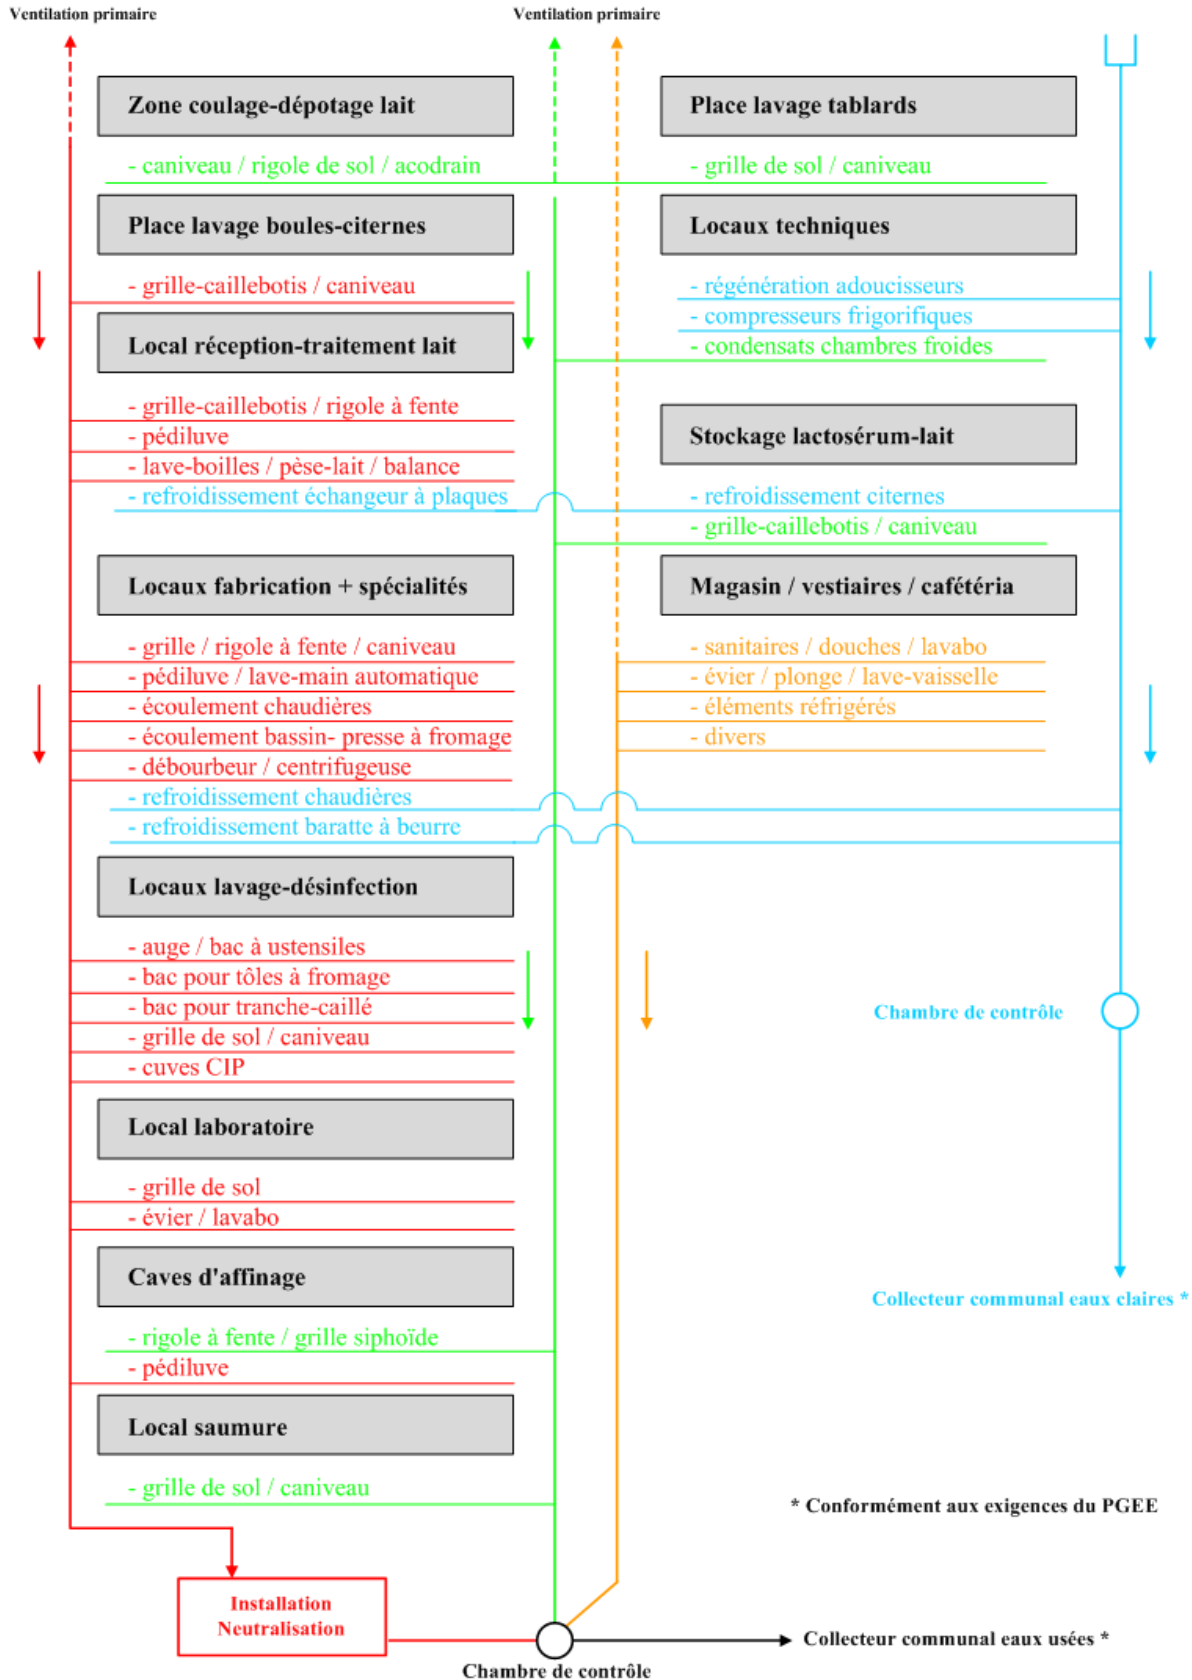 Ventilation primaire
Zone coulage-dépotage lait
- caniveau / rigole de sol / acodrain
Place lavage boules-citernes
- grille-caillebotis / caniveau
Local réception-traitement lait
- grille-caillebotis / rigole à fente
- pédiluve
- lave-boilles / pèse-lait / balance
- refroidissement échangeur à plaques
Locaux fabrication + spécialités
- grille / rigole à fente / caniveau
- pédiluve / lave-main automatique
- écoulement chaudières
- écoulement bassin- presse à fromage
- débourbeur / centrifugeuse
- refroidissement chaudières
- refroidissement baratte à beurre
Locaux lavage-désinfection
- auge / bac à ustensiles
- bac pour tôles à fromage
- bac pour tranche-caillé
- grille de sol / caniveau
- cuves CIP
Local laboratoire
- grille de sol
- évier / lavabo
Caves d'affinage
- rigole à fente / grille siphoïde
- pédiluve
Local saumure
- grille de sol / caniveau
Installation
Neutralisation
Ventilation primaire
Place lavage tablards
- grille de sol / caniveau
Locaux techniques
- régénération adoucisseurs
- compresseurs frigorifiques
- condensats chambres froides
Stockage lactosérum-lait
- refroidissement citernes
- grille-caillebotis / caniveau
Magasin / vestiaires / cafétéria
- sanitaires / douches / lavabo
- évier / plonge / lave-vaisselle
- éléments réfrigérés
- divers
Chambre de contrôle
Collecteur communal eaux claires *
* Conformément aux exigences du PGEE
Collecteur communal eaux usées *
Chambre de contrôle